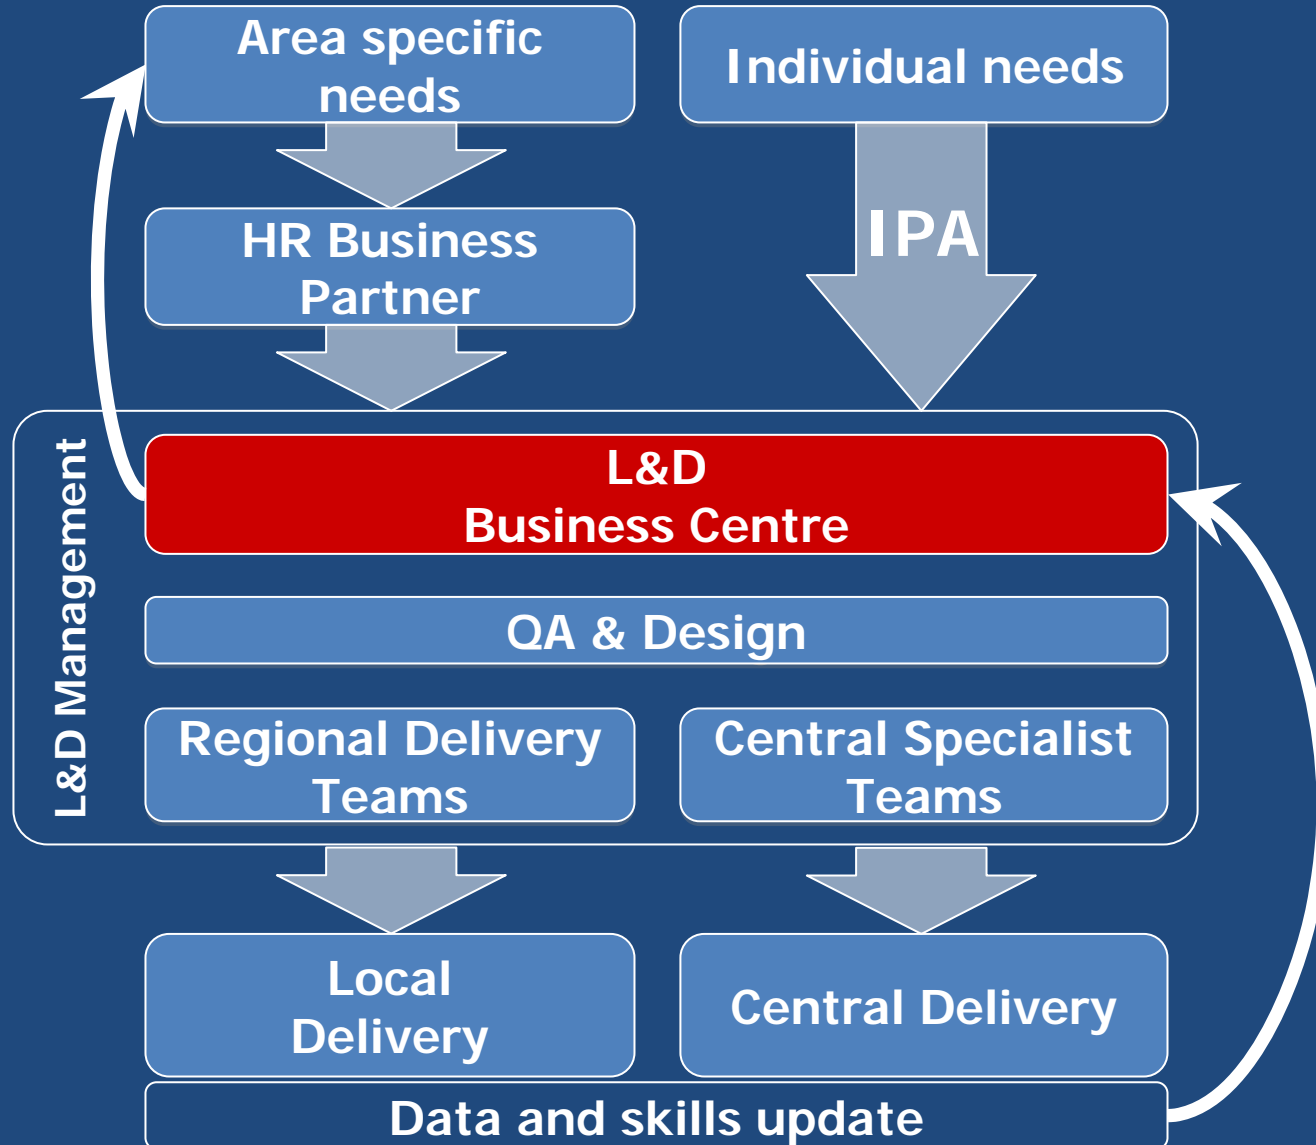 Area specific
needs
Individual needs
IPA
HR Business
Partner
L&D Management
L&D
Business Centre
QA & Design
Regional Delivery
Teams
Central Specialist
Teams
Local
Delivery
Central Delivery
Data and skills update